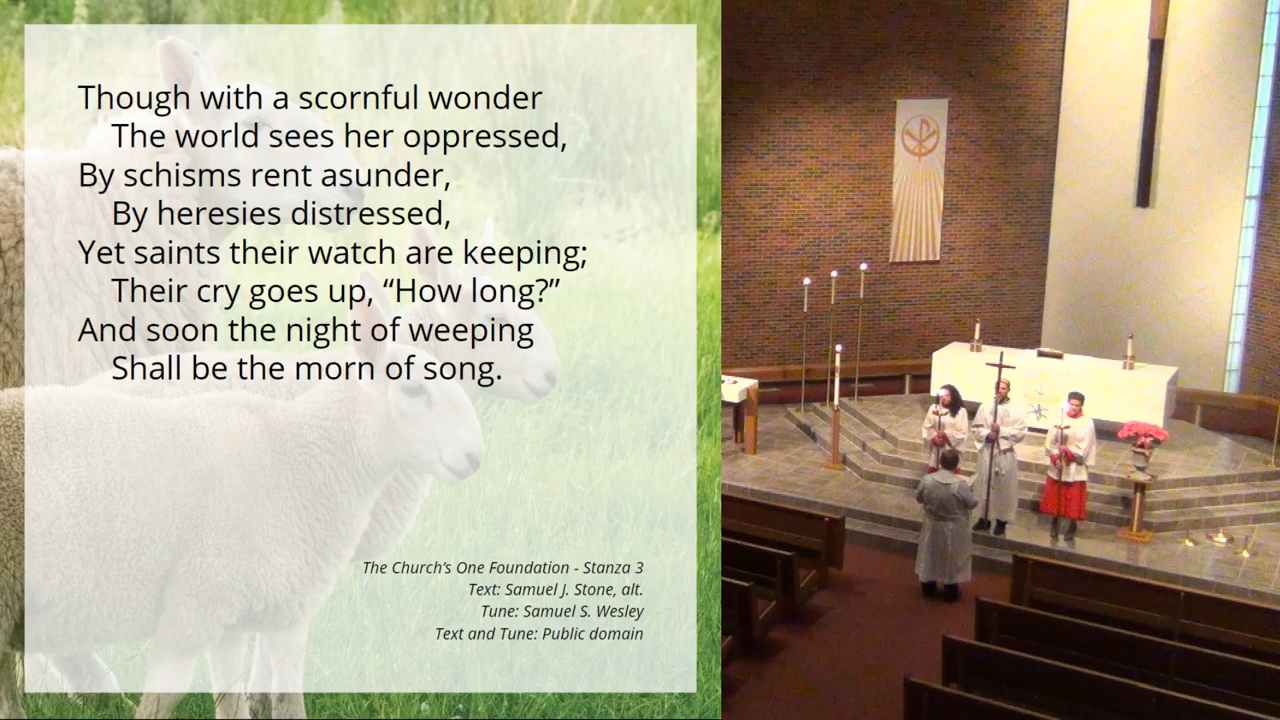 Though with a scornful wonder
The world sees her oppressed,
By schisms rent asunder,
By heresies distressed,
Yet saints their watch are keeping;
Their cry goes up, “How long?”
And soon the night of weeping
Shall be the morn of song.
The Church’s One Foundation - Stanza 3
Text: Samuel J. Stone, alt.
Tune: Samuel S. Wesley
Text and Tune: Public domain